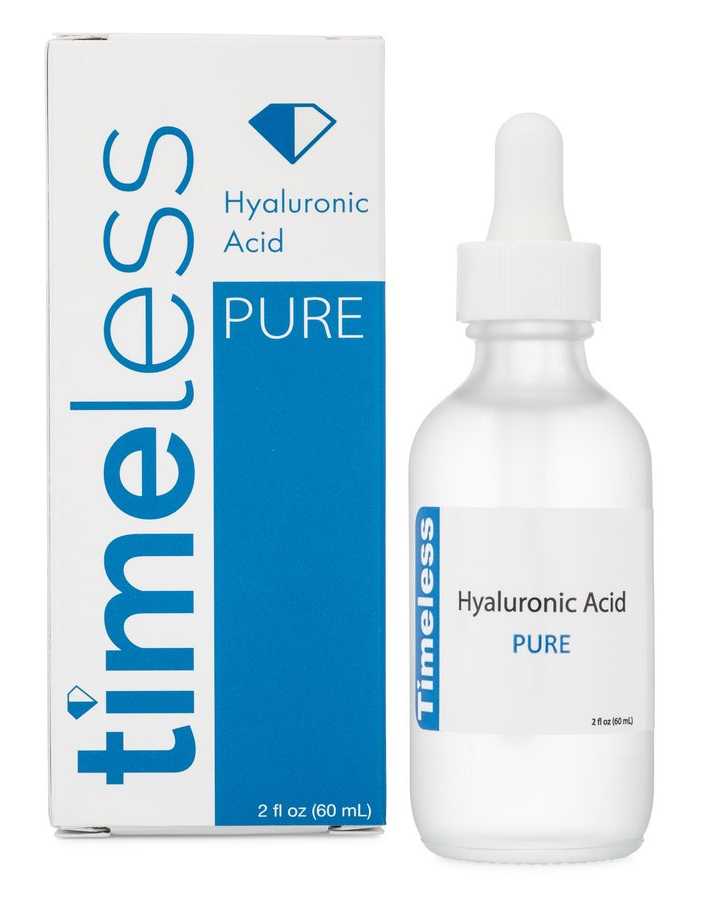 timeless
Hyaluronic
Acid
PURE
2 fl oz (60 mL)
Timeless
Hyaluronic Acid
PURE
2 fl oz (60 mL)